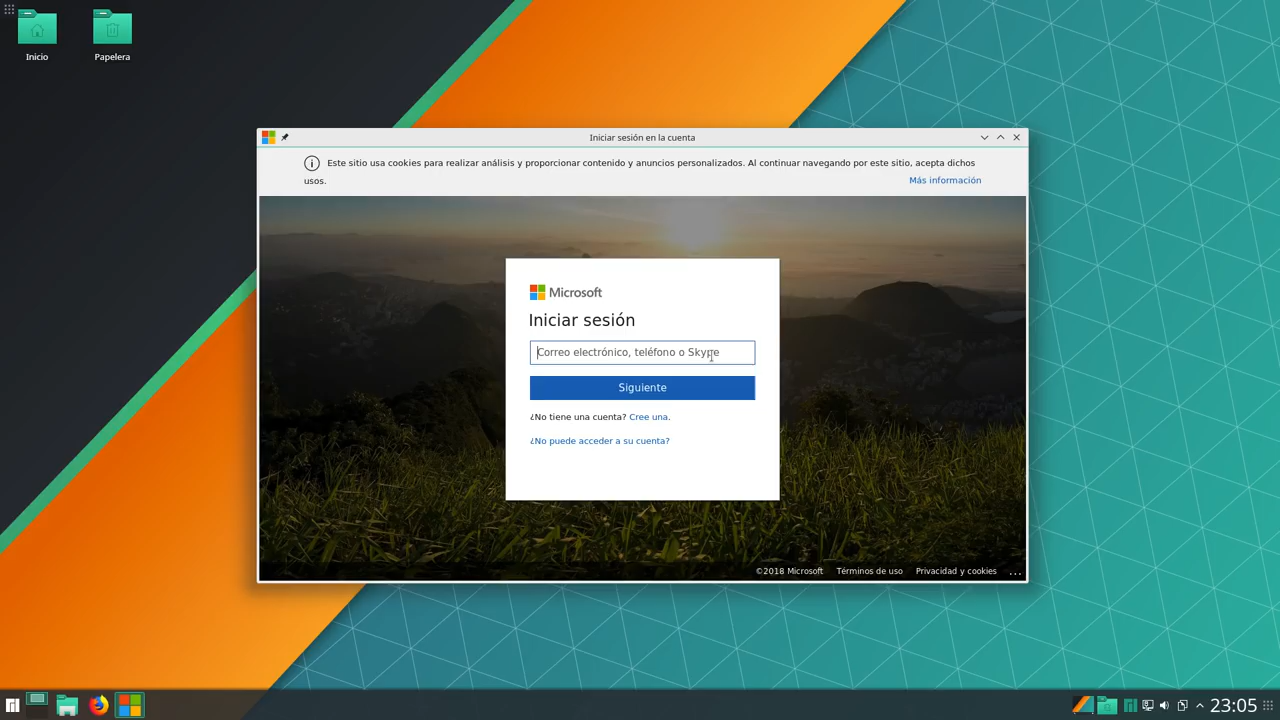 Inicio
Papelera
Iniciar sesión en la cuenta
Este sitio usa cookies para realizar análisis y proporcionar contenido y anuncios personalizados. Al continuar navegando por este sitio, acepta dichos
usos.
Más información
Microsoft
Iniciar sesión
Correo electrónico, teléfono o Skype
Siguiente
¿No tiene una cuenta? Cree una.
¿No puede acceder a su cuenta?
©2018 Microsoft Términos de uso Privacidad y cookies ...
23:05